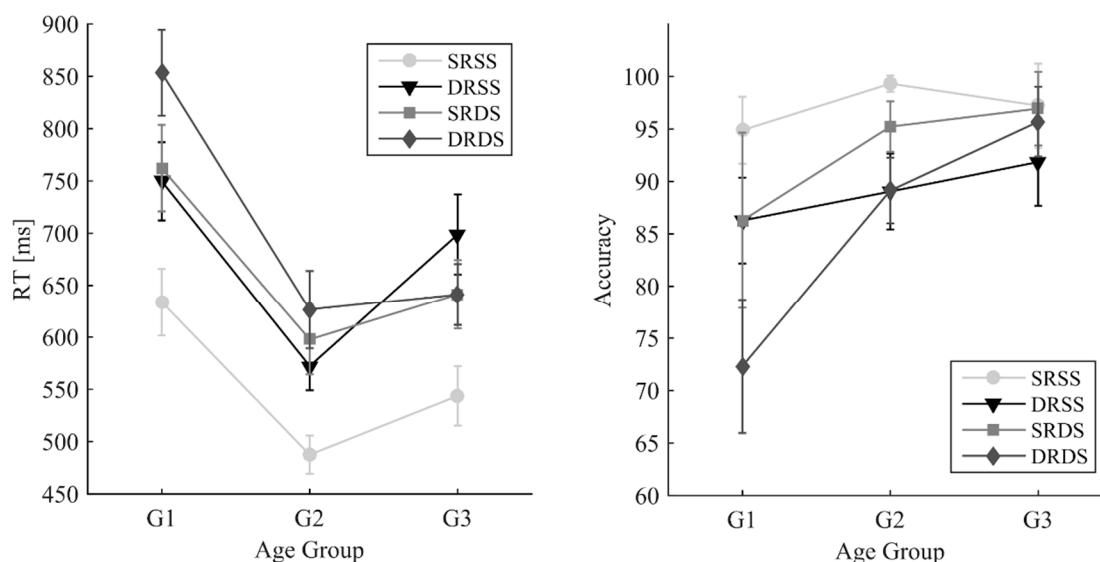 900
850
800
750
700
650
600
550
500
450
RT [ms]
G1 G2 G3
Age Group
SRSS
DRSS
SRDS
DRDS
100
95
90
85
80
75
70
65
60
Accuracy
G1 G2 G3
Age Group
SRSS
DRSS
SRDS
DRDS